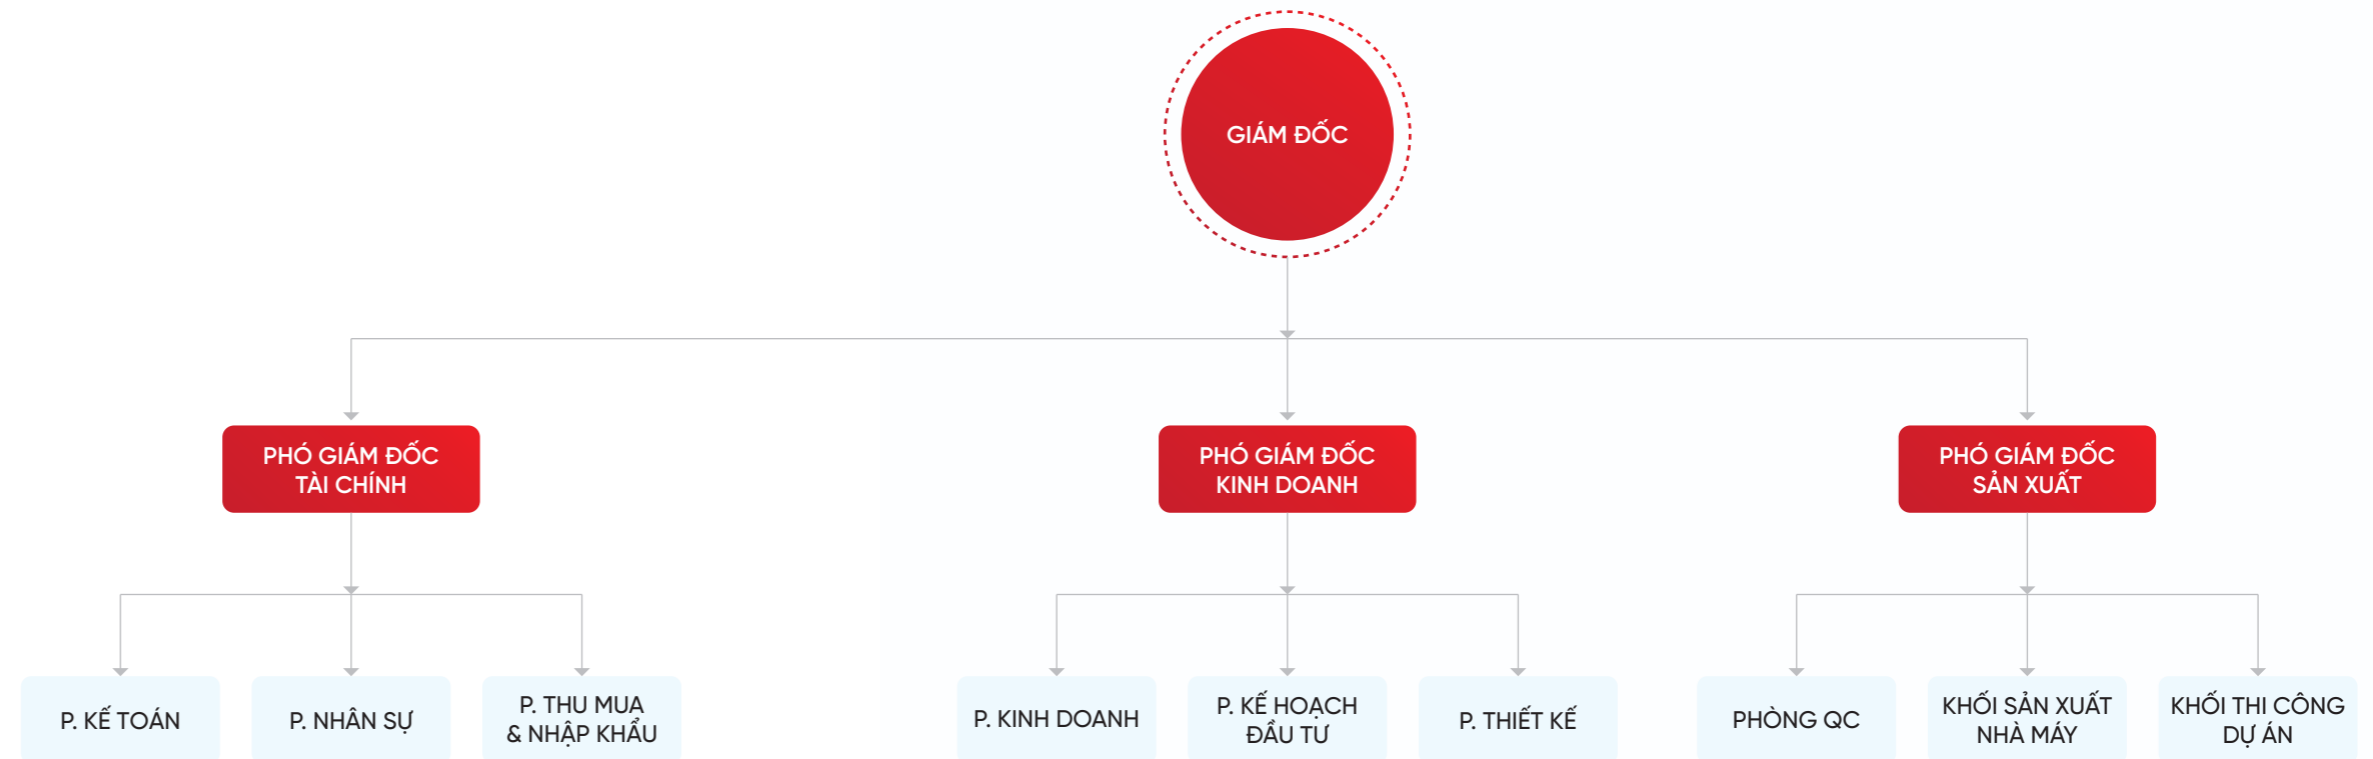 GIÁM ĐỐC
PHÓ GIÁM ĐỐC
TÀI CHÍNH
PHÓ GIÁM ĐỐC
KINH DOANH
PHÓ GIÁM ĐỐC
SẢN XUẤT
P. KẾ TOÁN
P. NHÂN SỰ
P. THU MUA
& NHẬP KHẨU
P. KINH DOANH
P. KẾ HOẠCH
ĐẦU TƯ
P. THIẾT KẾ
PHÒNG QC
KHỐI SẢN XUẤT
NHÀ MÁY
KHỐI THI CÔNG
DỰ ÁN